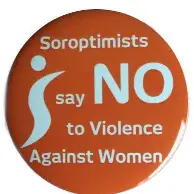 Soroptimists
say NO
to Violence
Against Women